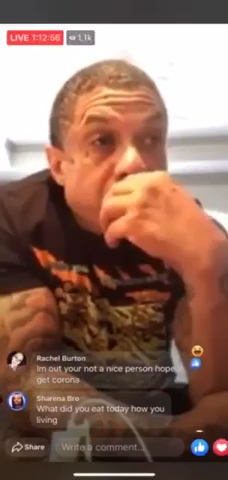 LIVE 1:12:56
1,1k
Rachel Burton
Im out your not a nice person hope
get corona
Sharina Bro
What did you eat today how you
living
Share
Write a comment...